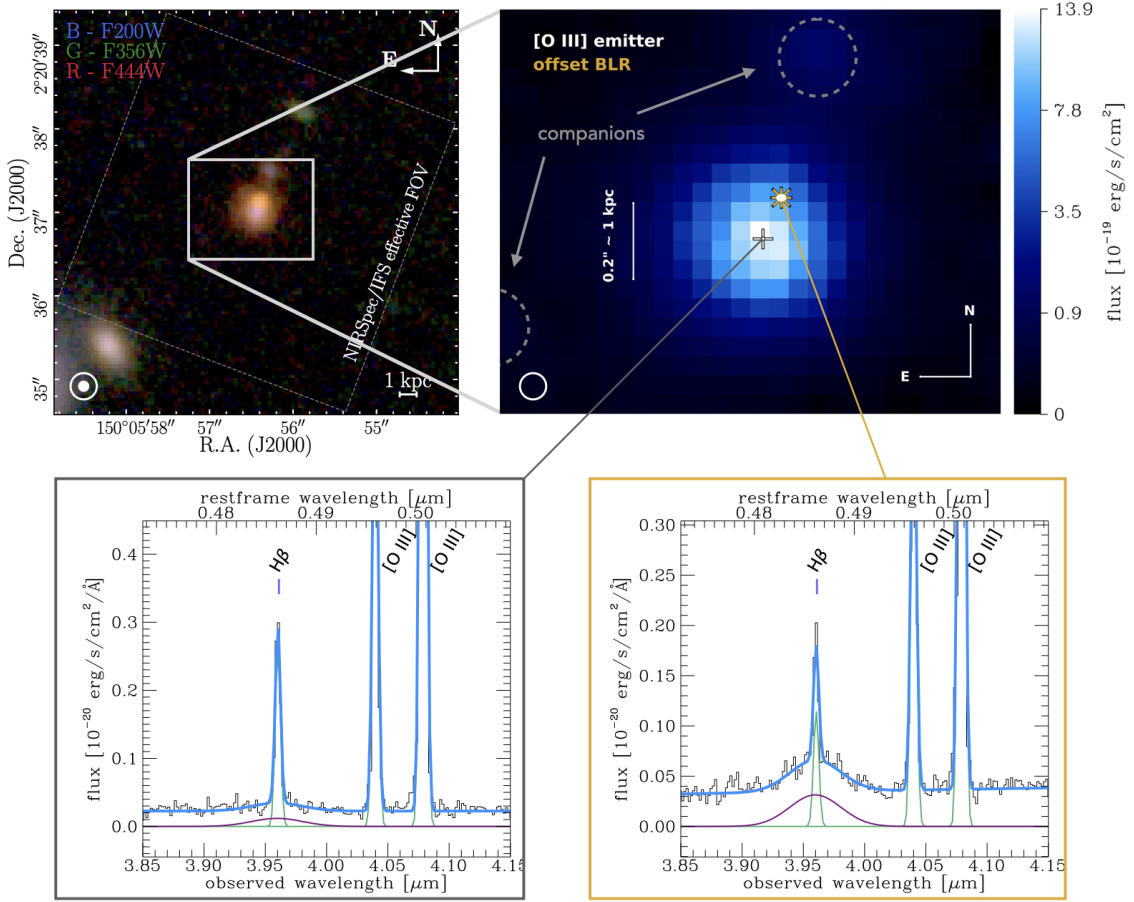 B - F200W
G - F356W
R - F444W
N
E
NIRSpec/IFS effective FOV
1 kpc
2°20′39″
38″
37″
36″
35″
Dec. (J2000)
150°05′58″
57″
56″
55″
R.A. (J2000)
[O III] emitter
offset BLR
companions
0.2" ~ 1 kpc
N
E
13.9
7.8
3.5
0.9
0
flux [10⁻¹⁹ erg/s/cm²]
restframe wavelength [μm]
0.48
0.49
0.50
Hβ
[O III]
[O III]
0.4
0.3
0.2
0.1
0.0
flux [10⁻²⁰ erg/s/cm²/Å]
3.85
3.90
3.95
4.00
4.05
4.10
4.15
observed wavelength [μm]
restframe wavelength [μm]
0.48
0.49
0.50
Hβ
[O III]
[O III]
0.30
0.25
0.20
0.15
0.10
0.05
0.00
flux [10⁻²⁰ erg/s/cm²/Å]
3.85
3.90
3.95
4.00
4.05
4.10
4.15
observed wavelength [μm]